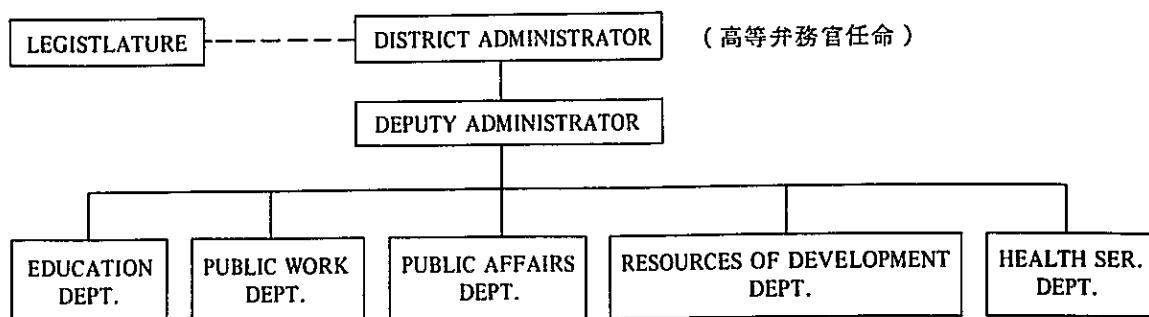 LEGISTLATURE
DISTRICT ADMINISTRATOR
(高等弁務官任命)
DEPUTY ADMINISTRATOR
EDUCATION
DEPT.
PUBLIC WORK
DEPT.
PUBLIC AFFAIRS
DEPT.
RESOURCES OF DEVELOPMENT
DEPT.
HEALTH SER.
DEPT.